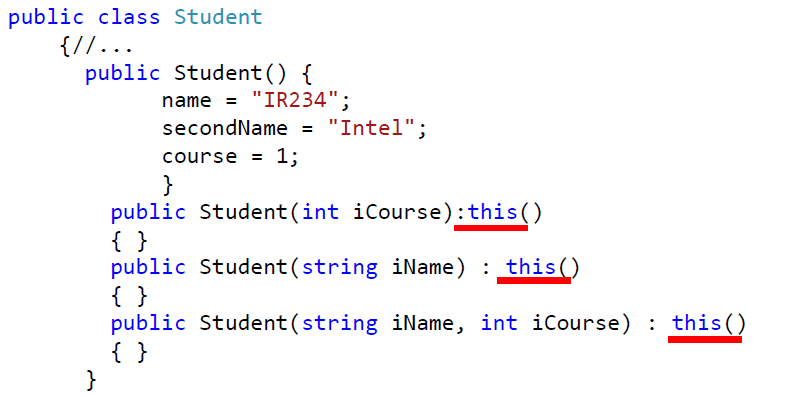 public class Student
{//...
public Student() {
name = "IR234";
secondName = "Intel";
course = 1;
}
public Student(int iCourse):this()
{ }
public Student(string iName) : this()
{ }
public Student(string iName, int iCourse) : this()
{ }
}